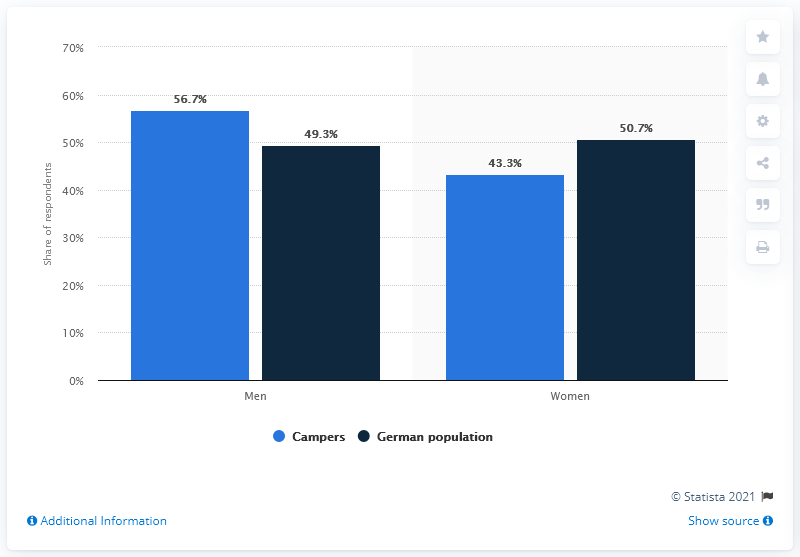 70%
60%
50%
40%
30%
20%
10%
0%
Share of respondents
56.7%
49.3%
43.3%
50.7%
Men
Women
Campers
German population
© Statista 2021
Additional Information
Show source